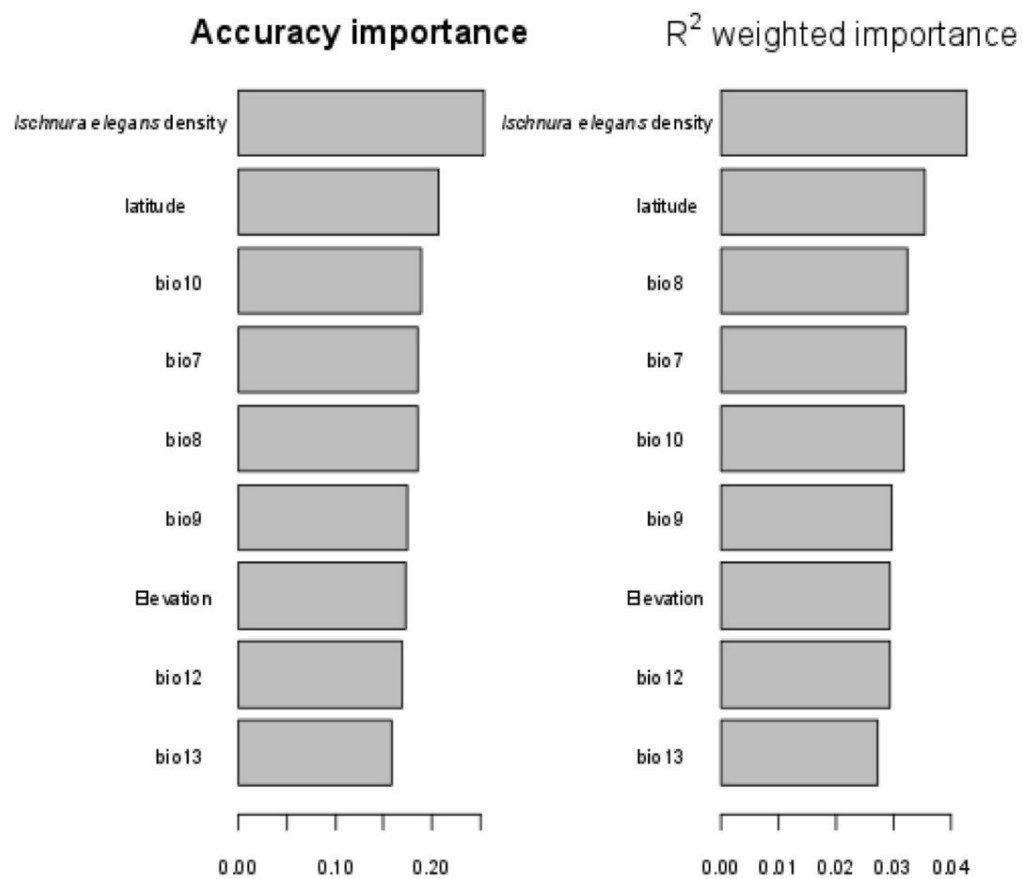 Accuracy importance
R² weighted importance
Ischnura elegans density
latitude
bio10
bio7
bio8
bio9
Elevation
bio12
bio13
0.00 0.10 0.20
Ischnura elegans density
latitude
bio8
bio7
bio10
bio9
Elevation
bio12
bio13
0.00 0.01 0.02 0.03 0.04